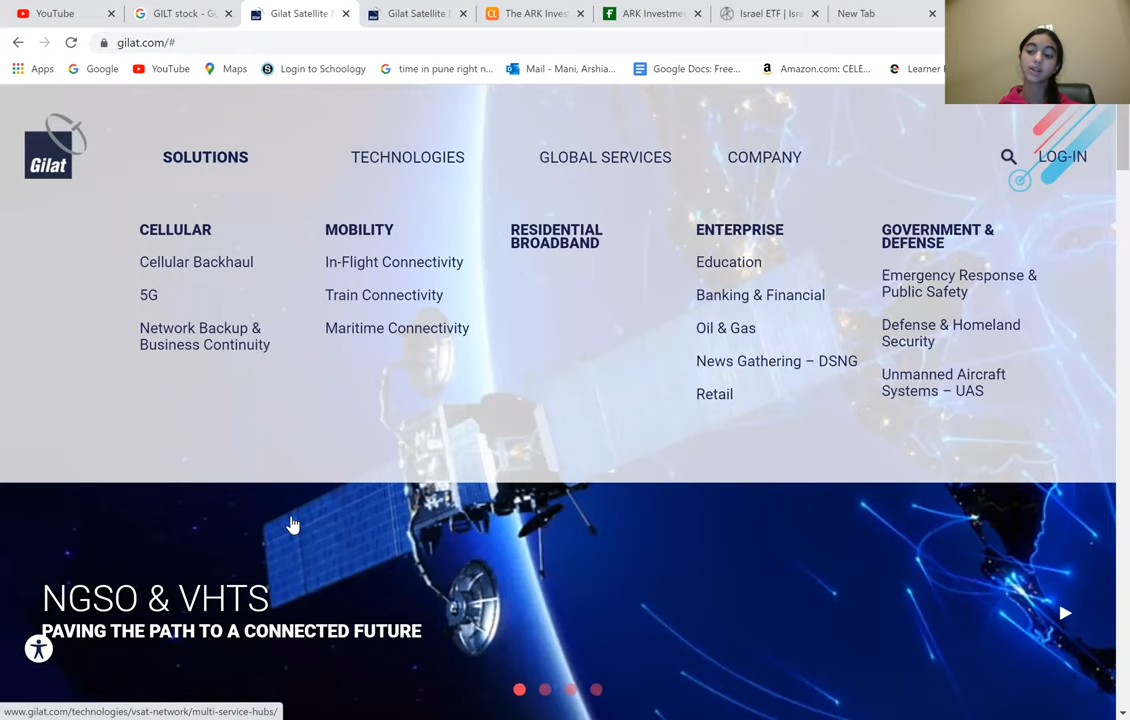 YouTube
GILT stock - Go
Gilat Satellite N
Gilat Satellite N
The ARK Inves
ARK Investmen
Israel ETF | Isra
New Tab
gilat.com/#
Apps
Google
YouTube
Maps
Login to Schoology
time in pune right n...
Mail - Mani, Arshia...
Google Docs: Free...
Amazon.com: CELE...
Learner
Gilat
SOLUTIONS
TECHNOLOGIES
GLOBAL SERVICES
COMPANY
LOG-IN
CELLULAR
Cellular Backhaul
5G
Network Backup &
Business Continuity
MOBILITY
In-Flight Connectivity
Train Connectivity
Maritime Connectivity
RESIDENTIAL
BROADBAND
ENTERPRISE
Education
Banking & Financial
Oil & Gas
News Gathering – DSNG
Retail
GOVERNMENT &
DEFENSE
Emergency Response &
Public Safety
Defense & Homeland
Security
Unmanned Aircraft
Systems – UAS
NGSO & VHTS
PAVING THE PATH TO A CONNECTED FUTURE
www.gilat.com/technologies/vsat-network/multi-service-hubs/